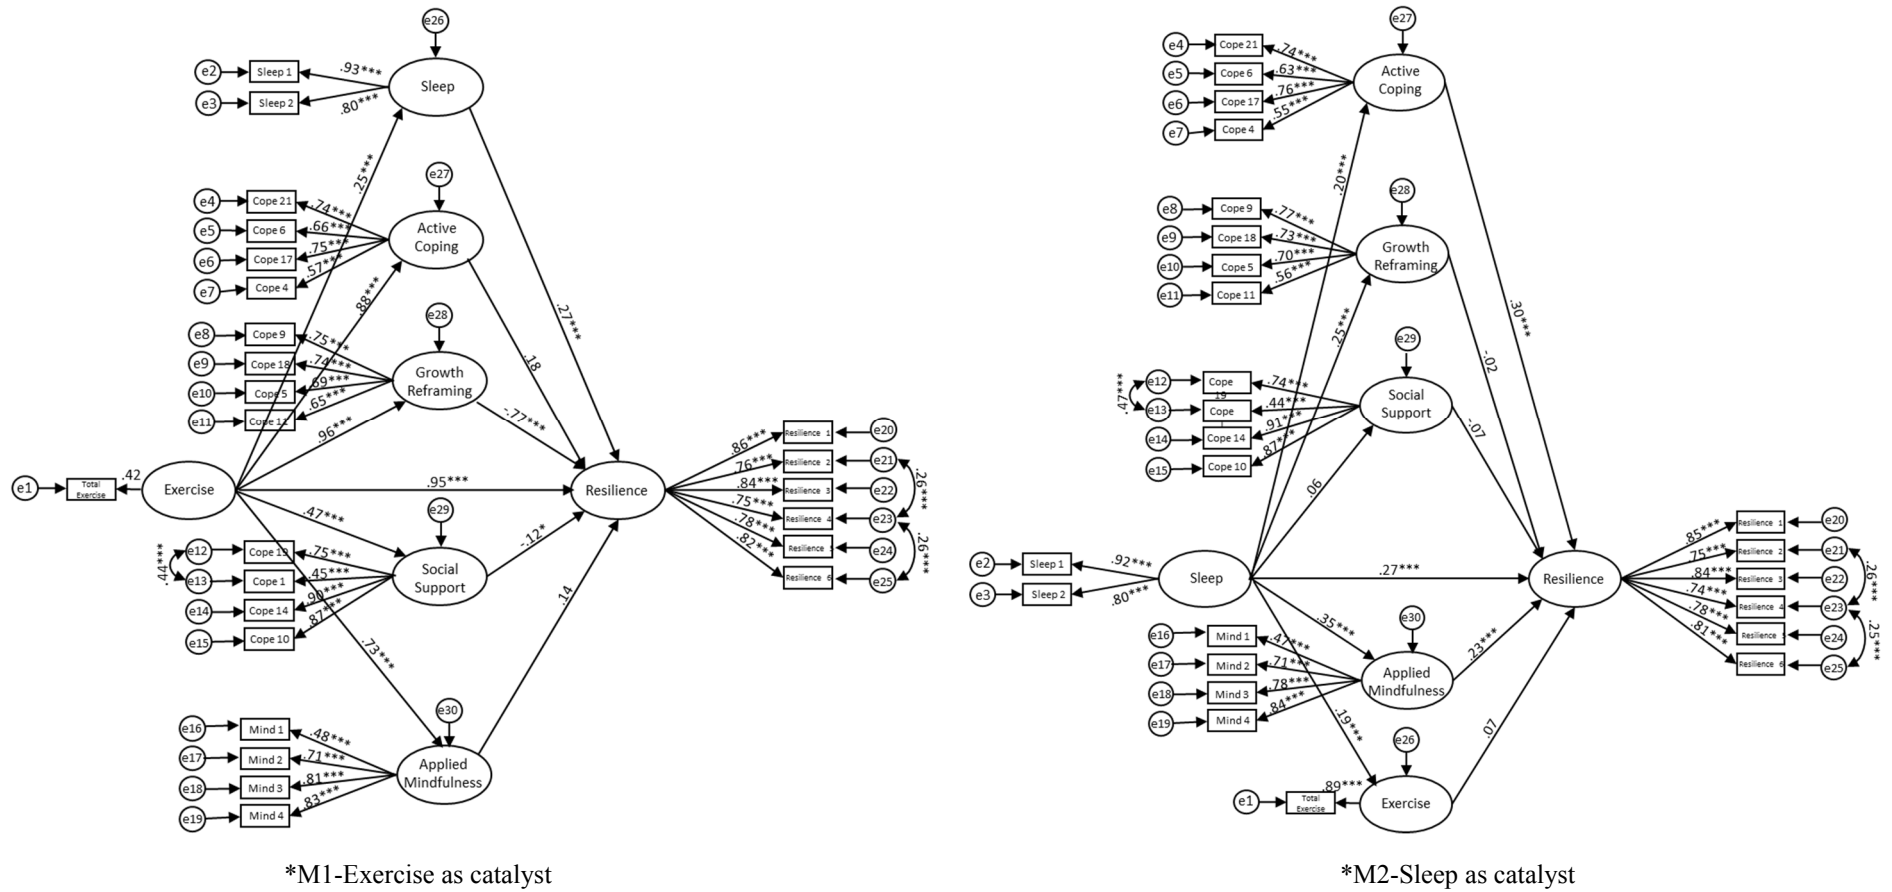 e26
e2
Sleep 1
.93***
Sleep
e3
Sleep 2
.80***
.25***
.27***
e27
e4
Cope 21
.74***
e5
Cope 6
.66***
Active
Coping
e6
Cope 17
.75***
e7
Cope 4
.57***
.88***
.18
e28
e8
Cope 9
.75***
e9
Cope 18
.74***
Growth
Reframing
e10
Cope 5
.69***
e11
Cope 11
.65***
.96***
-.77***
e1
Total
Exercise
.42
Exercise
.95***
Resilience
.86***
Resilience 1
e20
.76***
Resilience 2
e21
.84***
Resilience 3
e22
.75***
Resilience 4
e23
.78***
Resilience 5
e24
.82***
Resilience 6
e25
.26***
.26***
.47***
e29
-.12*
.44***
e12
Cope 19
.75***
e13
Cope 1
.45***
Social
Support
e14
Cope 14
.90***
e15
Cope 10
.87***
.73***
.14
e30
e16
Mind 1
.48***
e17
Mind 2
.71***
Applied
Mindfulness
e18
Mind 3
.81***
e19
Mind 4
.83***
*M1-Exercise as catalyst
e27
e4
Cope 21
.74***
e5
Cope 6
.63***
Active
Coping
e6
Cope 17
.76***
e7
Cope 4
.55***
.20***
.30***
e28
e8
Cope 9
.77***
e9
Cope 18
.73***
Growth
Reframing
e10
Cope 5
.70***
e11
Cope 11
.56***
.25***
-.02
e29
.47***
e12
Cope
19
.74***
e13
Cope
.44***
Social
Support
e14
Cope 14
.91***
e15
Cope 10
.87***
.06
-.07
e2
Sleep 1
.92***
Sleep
e3
Sleep 2
.80***
.27***
Resilience
.85***
Resilience 1
e20
.75***
Resilience 2
e21
.84***
Resilience 3
e22
.74***
Resilience 4
e23
.78***
Resilience 5
e24
.81***
Resilience 6
e25
.26***
.25***
.35***
e30
.23***
e16
Mind 1
.47***
e17
Mind 2
.71***
Applied
Mindfulness
e18
Mind 3
.78***
e19
Mind 4
.84***
.19***
.07
e26
e1
Total
Exercise
.89***
Exercise
*M2-Sleep as catalyst